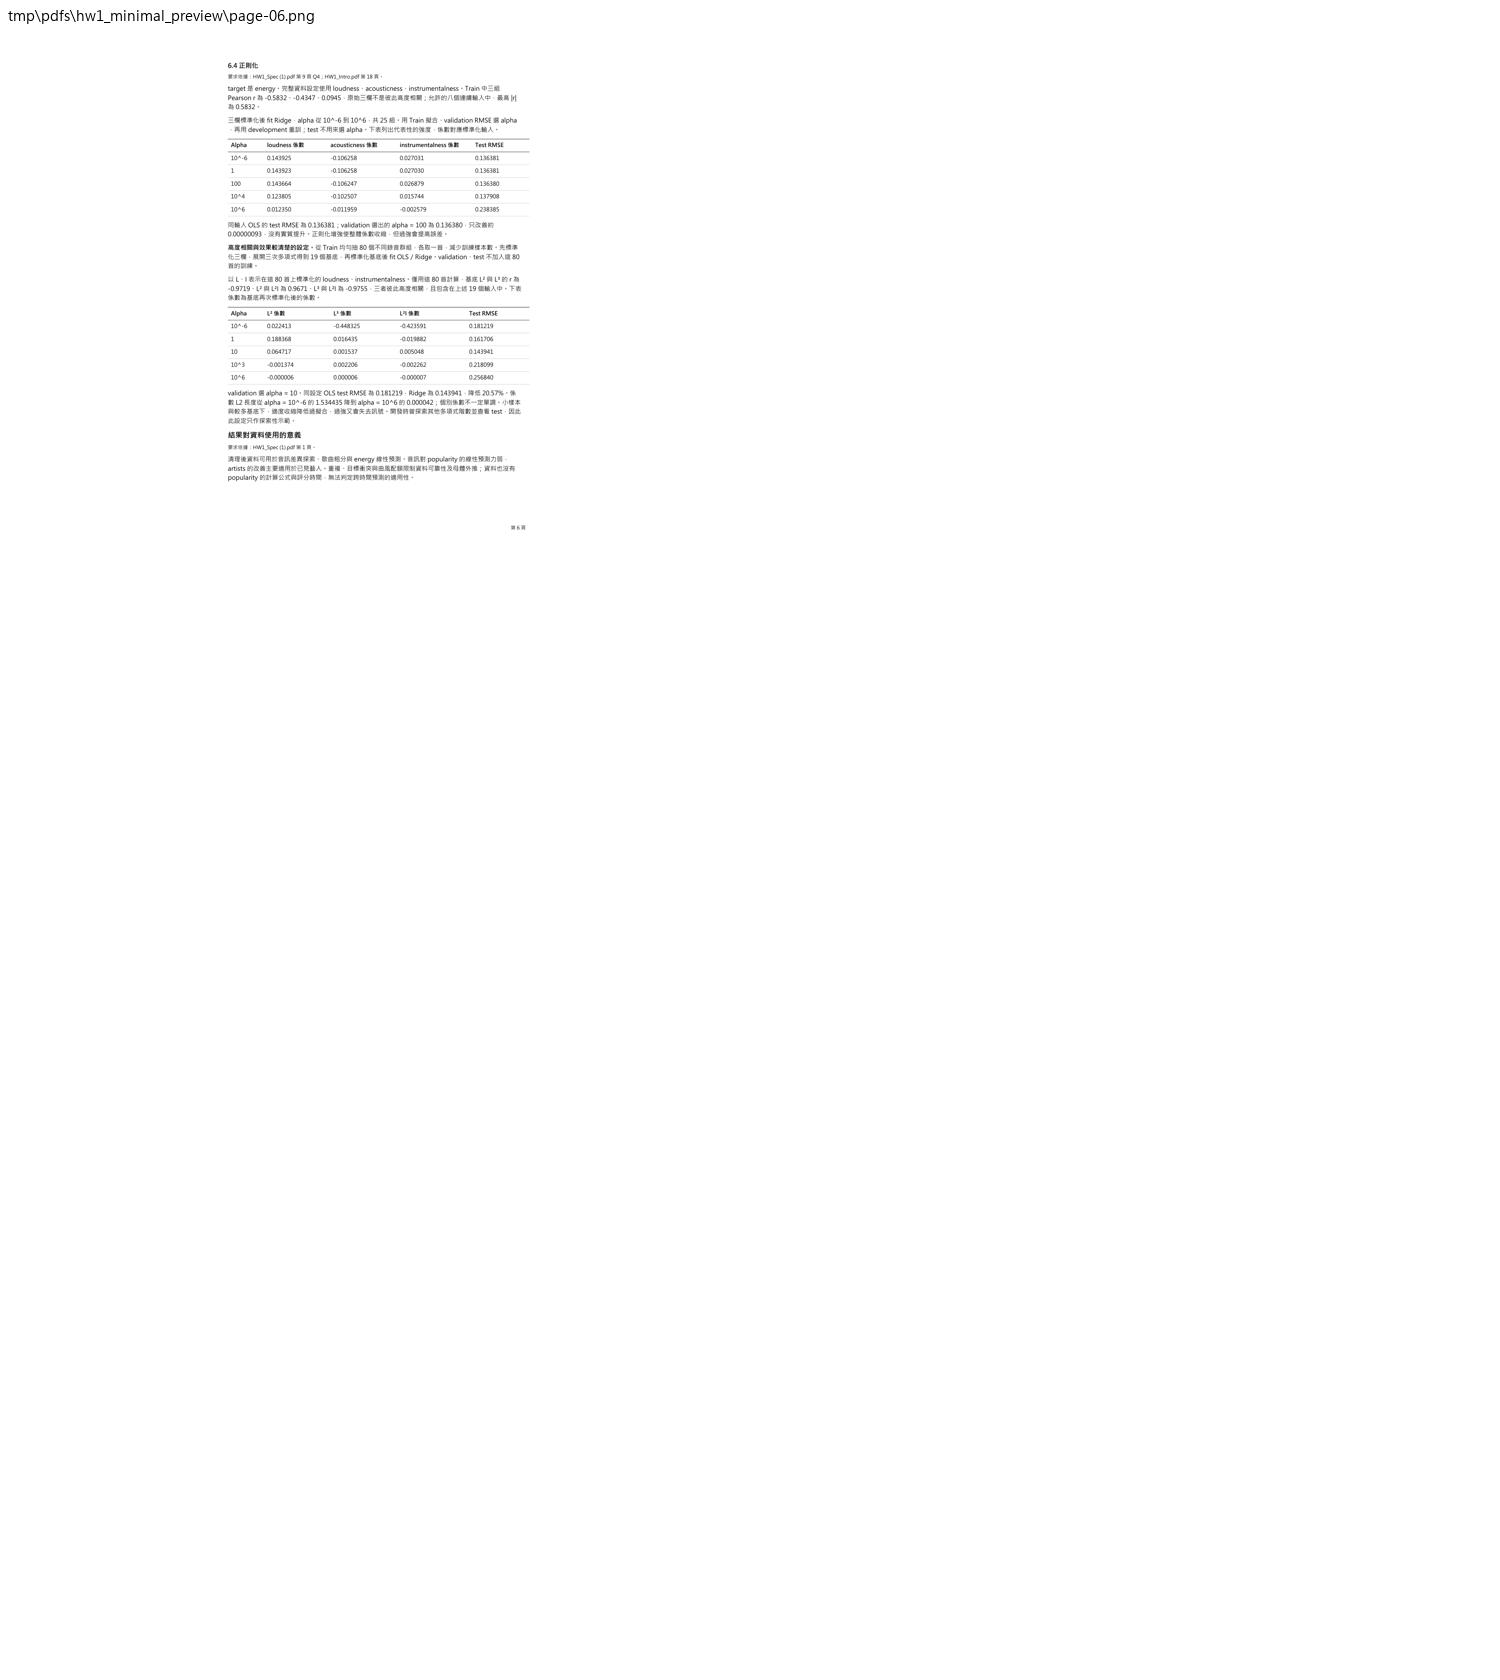 tmp\pdfs\hw1_minimal_preview\page-06.png
6.4 正則化
要求依據：HW1_Spec (1).pdf 第 9 頁 Q4；HW1_Intro.pdf 第 18 頁。
target 是 energy。完整資料設定使用 loudness、acousticness、instrumentalness。Train 中三組
Pearson r 為 -0.5832、-0.4347、0.0945，原始三欄不是彼此高度相關；允許的八個連續輸入中，最高 |r|
為 0.5832。
三欄標準化後 fit Ridge，alpha 從 10^-6 到 10^6，共 25 組。用 Train 擬合、validation RMSE 選 alpha
，再用 development 重訓；test 不用來選 alpha。下表列出代表性的強度，係數對應標準化輸入。
Alpha loudness 係數 acousticness 係數 instrumentalness 係數 Test RMSE
10^-6 0.143925 -0.106258 0.027031 0.136381
1 0.143923 -0.106258 0.027030 0.136381
100 0.143664 -0.106247 0.026879 0.136380
10^4 0.123805 -0.102507 0.015744 0.137908
10^6 0.012350 -0.011959 -0.002579 0.238385
同輸入 OLS 的 test RMSE 為 0.136381；validation 選出的 alpha = 100 為 0.136380，只改善約
0.00000093，沒有實質提升。正則化增強使整體係數收縮，但過強會提高誤差。
高度相關與效果較清楚的設定。從 Train 均勻抽 80 個不同錄音群組，各取一首，減少訓練樣本數。先標準
化三欄，展開三次多項式得到 19 個基底，再標準化基底後 fit OLS / Ridge。validation、test 不加入這 80
首的訓練。
以 L、I 表示在這 80 首上標準化的 loudness、instrumentalness。僅用這 80 首計算，基底 L² 與 L³ 的 r 為
-0.9719，L² 與 L²I 為 0.9671，L³ 與 L²I 為 -0.9755，三者彼此高度相關，且包含在上述 19 個輸入中。下表
係數為基底再次標準化後的係數。
Alpha L² 係數 L³ 係數 L²I 係數 Test RMSE
10^-6 0.022413 -0.448325 -0.423591 0.181219
1 0.188368 0.016435 -0.019882 0.161706
10 0.064717 0.001537 0.005048 0.143941
10^3 -0.001374 0.002206 -0.002262 0.218099
10^6 -0.000006 0.000006 -0.000007 0.256840
validation 選 alpha = 10。同設定 OLS test RMSE 為 0.181219，Ridge 為 0.143941，降低 20.57%。係
數 L2 長度從 alpha = 10^-6 的 1.534435 降到 alpha = 10^6 的 0.000042；個別係數不一定單調。小樣本
與較多基底下，適度收縮降低過擬合，過強又會失去訊號。開發時曾探索其他多項式階數並查看 test，因此
此設定只作探索性示範。
結果對資料使用的意義
要求依據：HW1_Spec (1).pdf 第 1 頁。
清理後資料可用於音訊差異探索、歌曲粗分與 energy 線性預測。音訊對 popularity 的線性預測力弱，
artists 的改善主要適用於已見藝人。重複、目標衝突與曲風配額限制資料可靠性及母體外推；資料也沒有
popularity 的計算公式與評分時間，無法判定跨時間預測的適用性。
第 6 頁